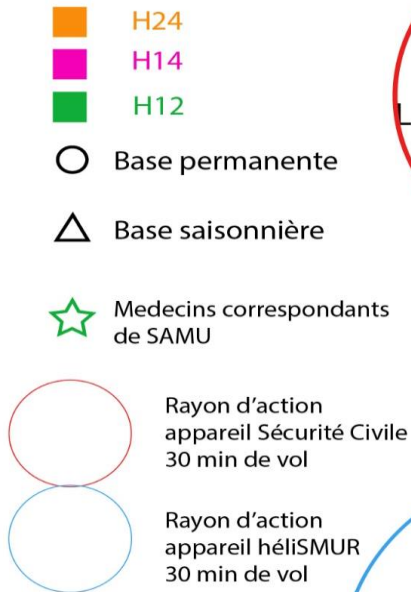 H24
H14
H12
L
Base permanente
Base saisonnière
Medecins correspondants
de SAMU
Rayon d'action
appareil Sécurité Civile
30 min de vol
Rayon d'action
appareil héliSMUR
30 min de vol